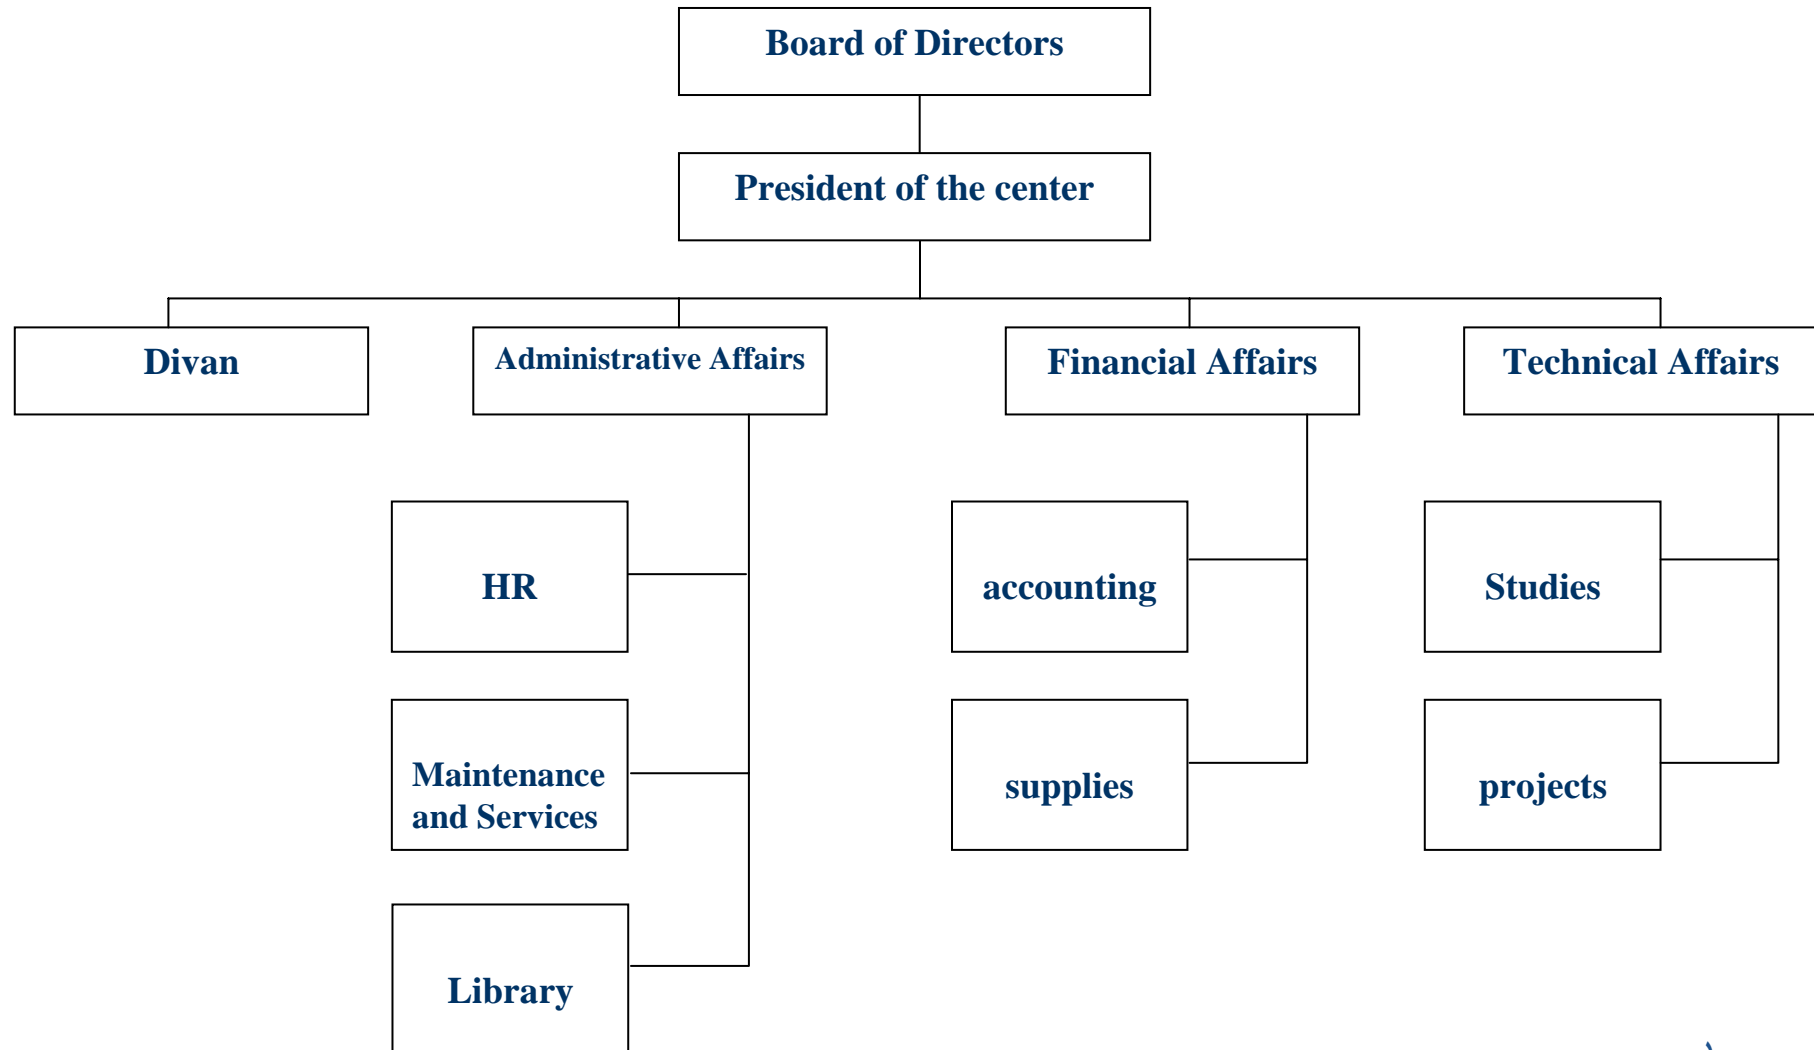 Board of Directors
President of the center
Divan
Administrative Affairs
Financial Affairs
Technical Affairs
HR
accounting
Studies
Maintenance
and Services
supplies
projects
Library